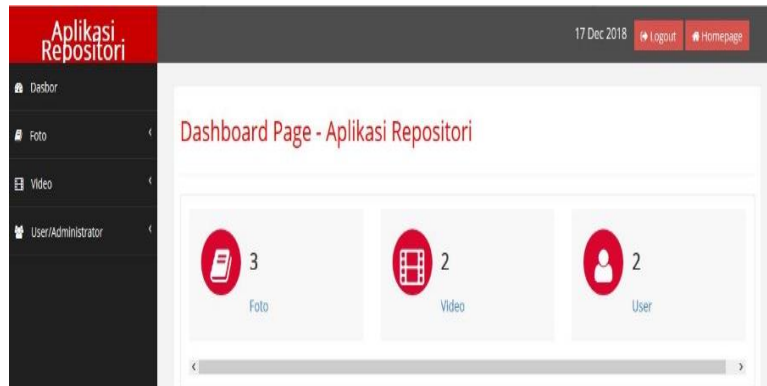 Aplikasi
Repositori
17 Dec 2018 Logout Homepage
Dasbor
Foto
Video
User/Administrator
Dashboard Page - Aplikasi Repositori
3
Foto
2
Video
2
User